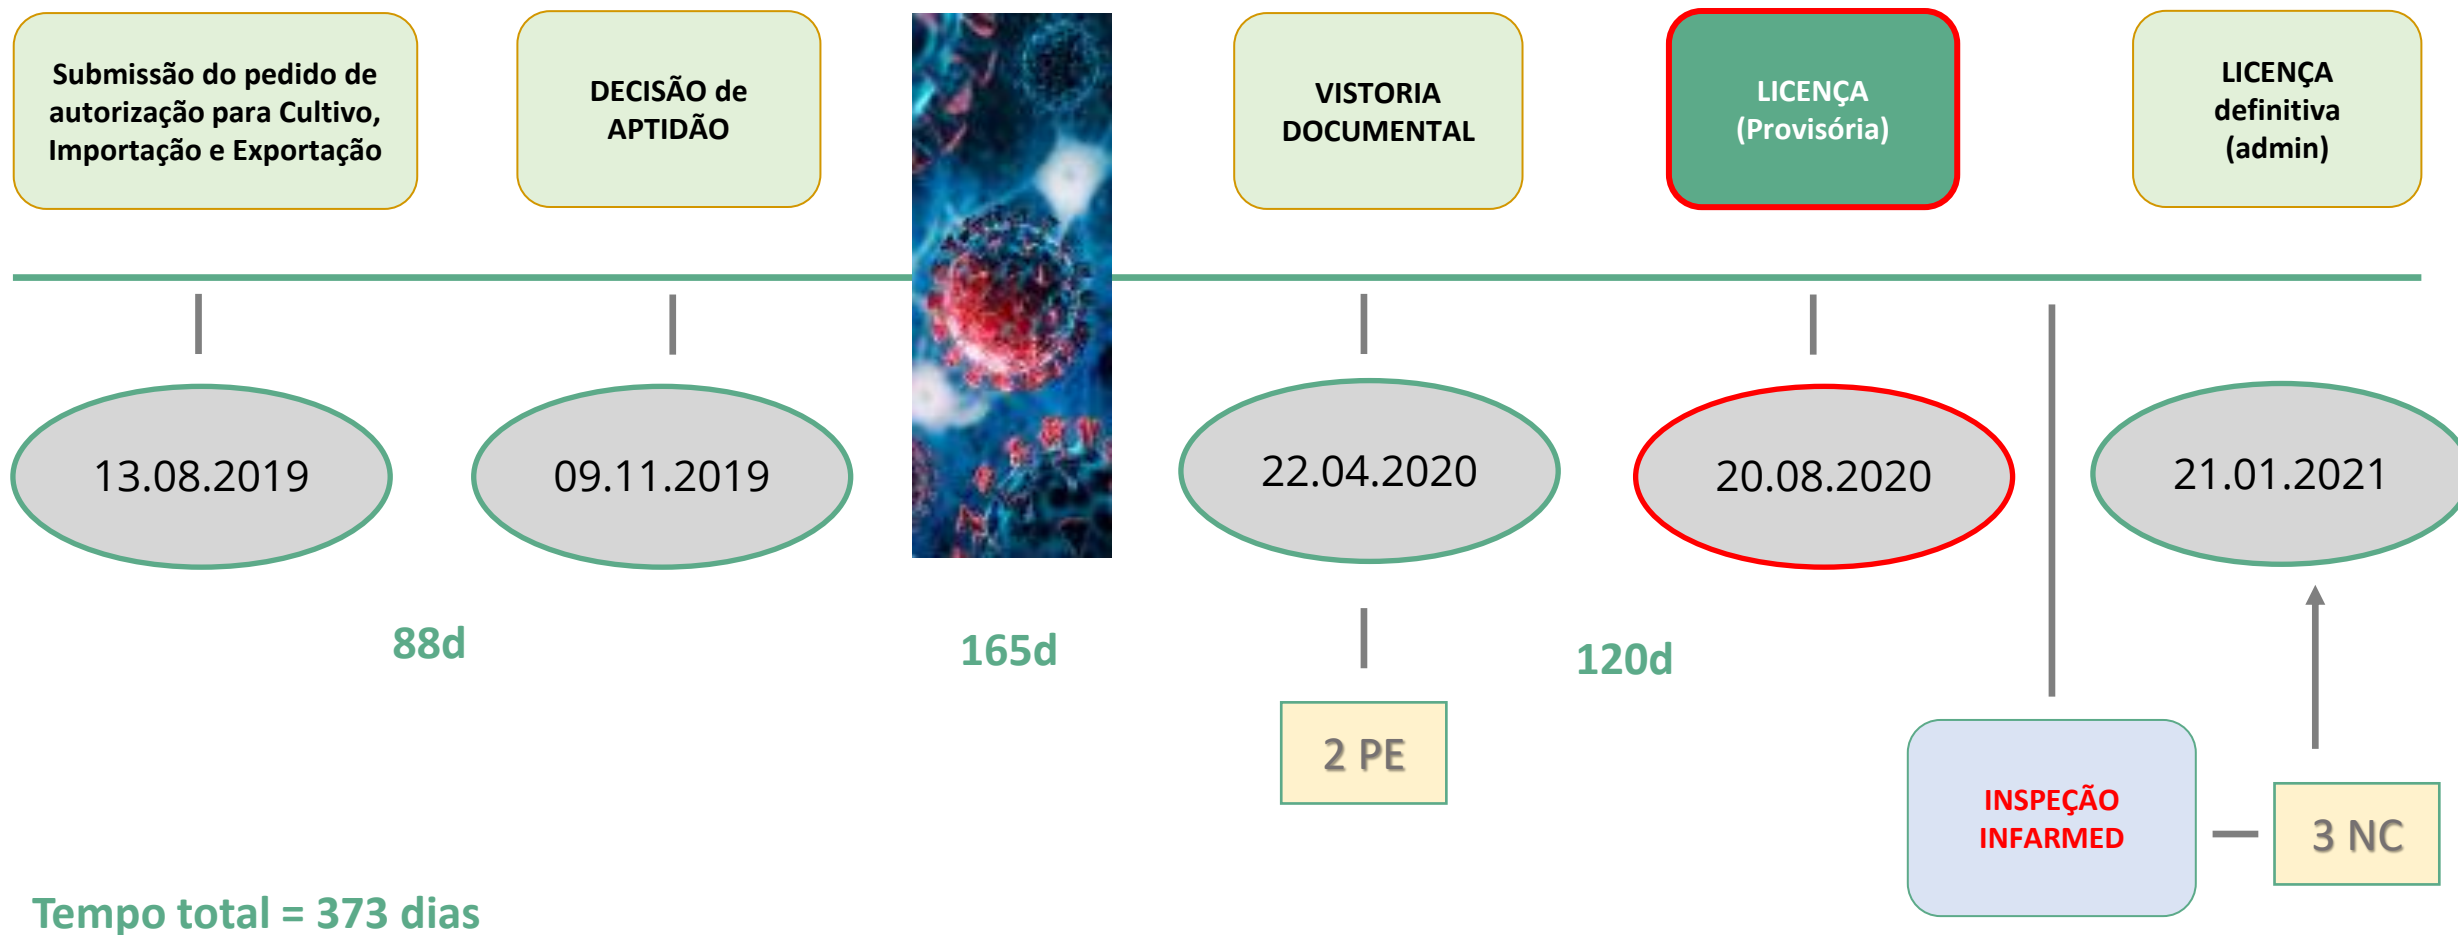 Submissão do pedido de
autorização para Cultivo,
Importação e Exportação
DECISÃO de
APTIDÃO
VISTORIA
DOCUMENTAL
LICENÇA
(Provisória)
LICENÇA
definitiva
(admin)
13.08.2019
09.11.2019
22.04.2020
20.08.2020
21.01.2021
88d
165d
120d
2 PE
INSPEÇÃO
INFARMED
3 NC
Tempo total = 373 dias